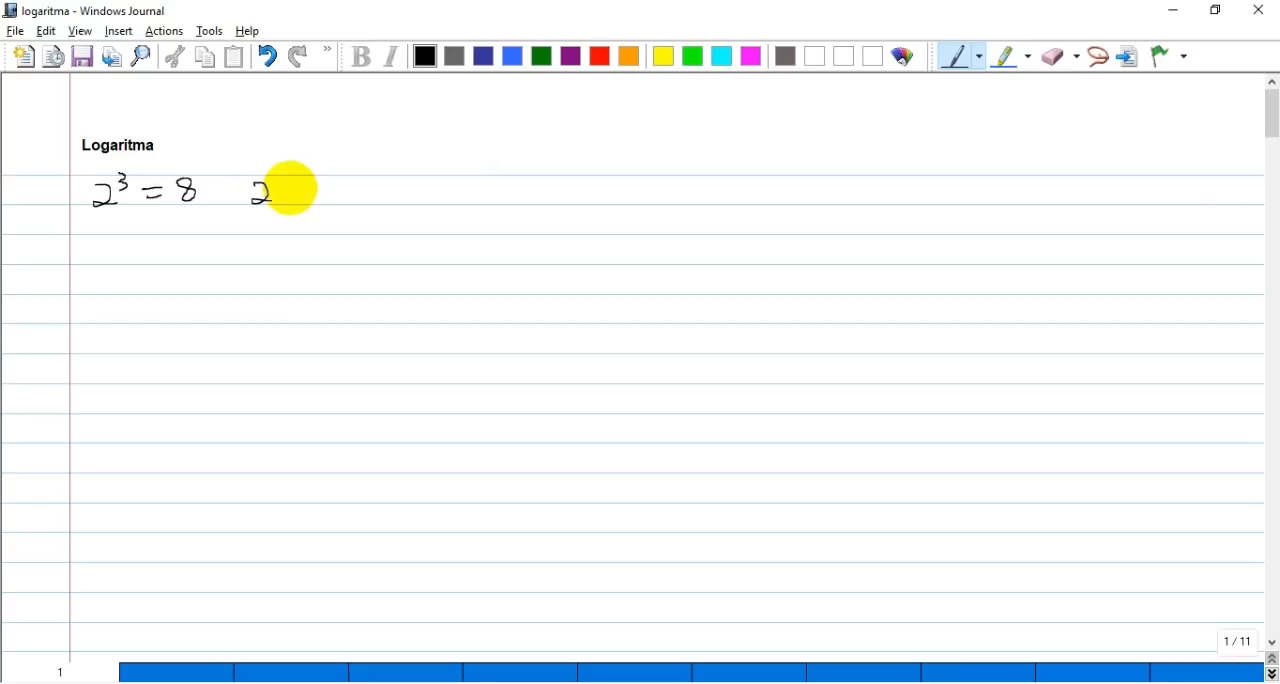 logaritma - Windows Journal
File Edit View Insert Actions Tools Help
» B I
Logaritma
2³ = 8 2
1 / 11
1